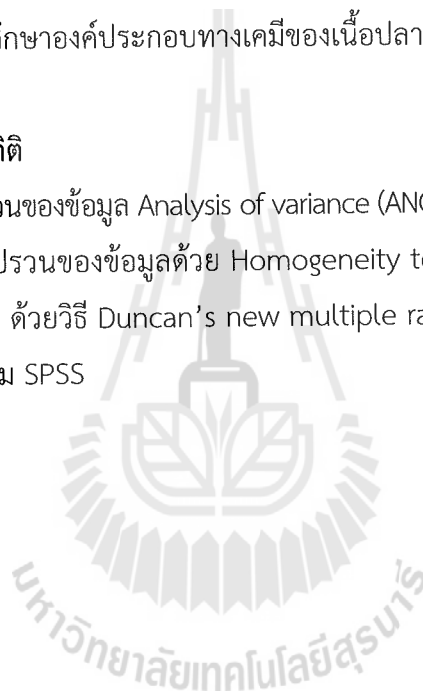 กษาองค์ประกอบทางเคมีของเนื้อปลา
ติ
วนของข้อมูล Analysis of variance (ANO
ปรวนของข้อมูลด้วย Homogeneity te
ด้วยวิธี Duncan's new multiple ra
ม SPSS
มหาวิทยาลัยเทคโนโลยีสุรนารี